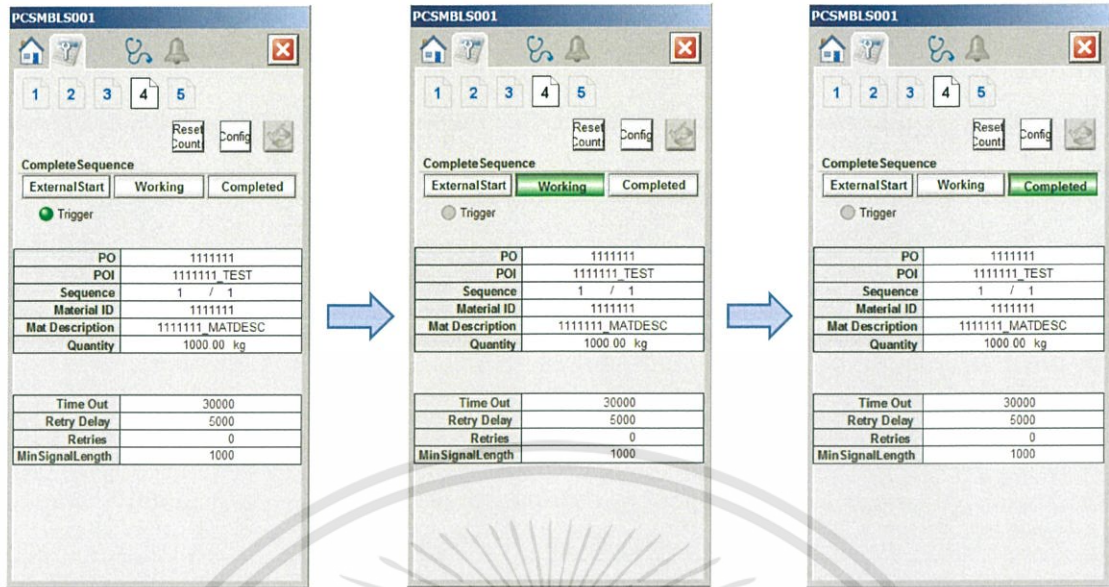 PCSMBLS001
1 2 3 4 5
Reset Count Config
CompleteSequence
ExternalStart Working Completed
Trigger
PO 1111111
POI 1111111_TEST
Sequence 1 / 1
Material ID 1111111
Mat Description 1111111_MATDESC
Quantity 1000.00 kg
Time Out 30000
Retry Delay 5000
Retries 0
MinSignalLength 1000
PCSMBLS001
1 2 3 4 5
Reset Count Config
CompleteSequence
ExternalStart Working Completed
Trigger
PO 1111111
POI 1111111_TEST
Sequence 1 / 1
Material ID 1111111
Mat Description 1111111_MATDESC
Quantity 1000.00 kg
Time Out 30000
Retry Delay 5000
Retries 0
MinSignalLength 1000
PCSMBLS001
1 2 3 4 5
Reset Count Config
CompleteSequence
ExternalStart Working Completed
Trigger
PO 1111111
POI 1111111_TEST
Sequence 1 / 1
Material ID 1111111
Mat Description 1111111_MATDESC
Quantity 1000.00 kg
Time Out 30000
Retry Delay 5000
Retries 0
MinSignalLength 1000